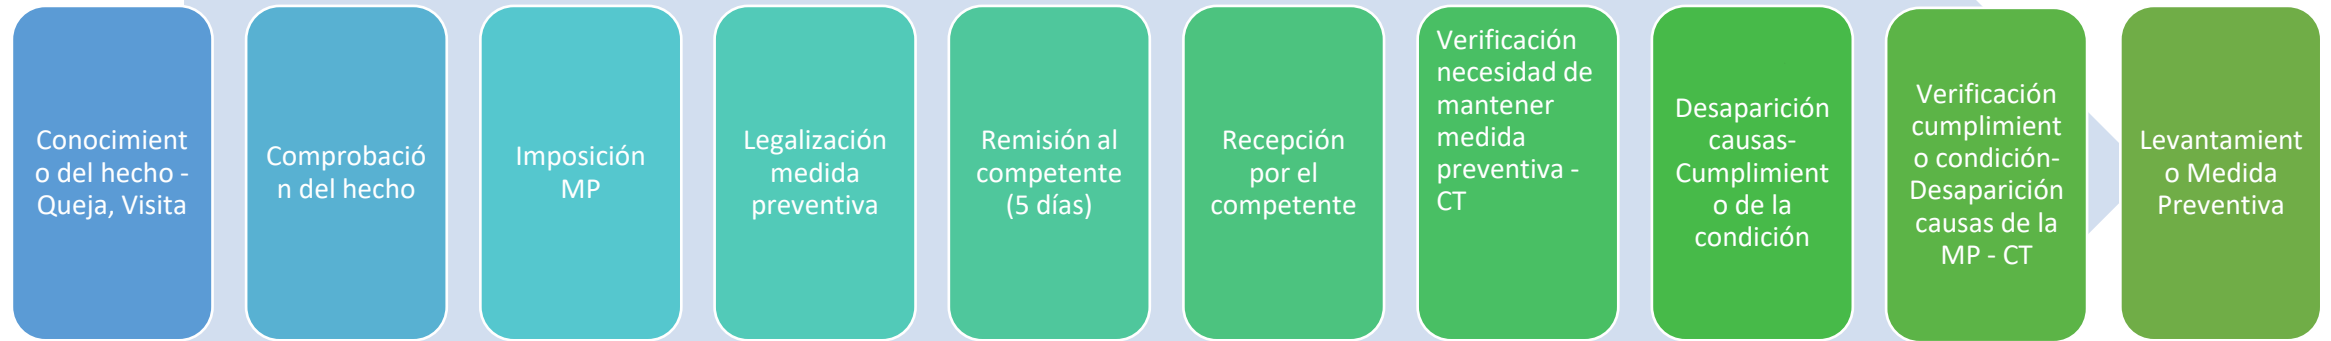 Conocimient
o del hecho -
Queja, Visita
Comprobació
n del hecho
Imposición
MP
Legalización
medida
preventiva
Remisión al
competente
(5 días)
Recepción
por el
competente
Verificación
necesidad de
mantener
medida
preventiva -
CT
Desaparición
causas-
Cumplimient
o de la
condición
Verificación
cumplimient
o condición-
Desaparición
causas de la
MP - CT
Levantamient
o Medida
Preventiva